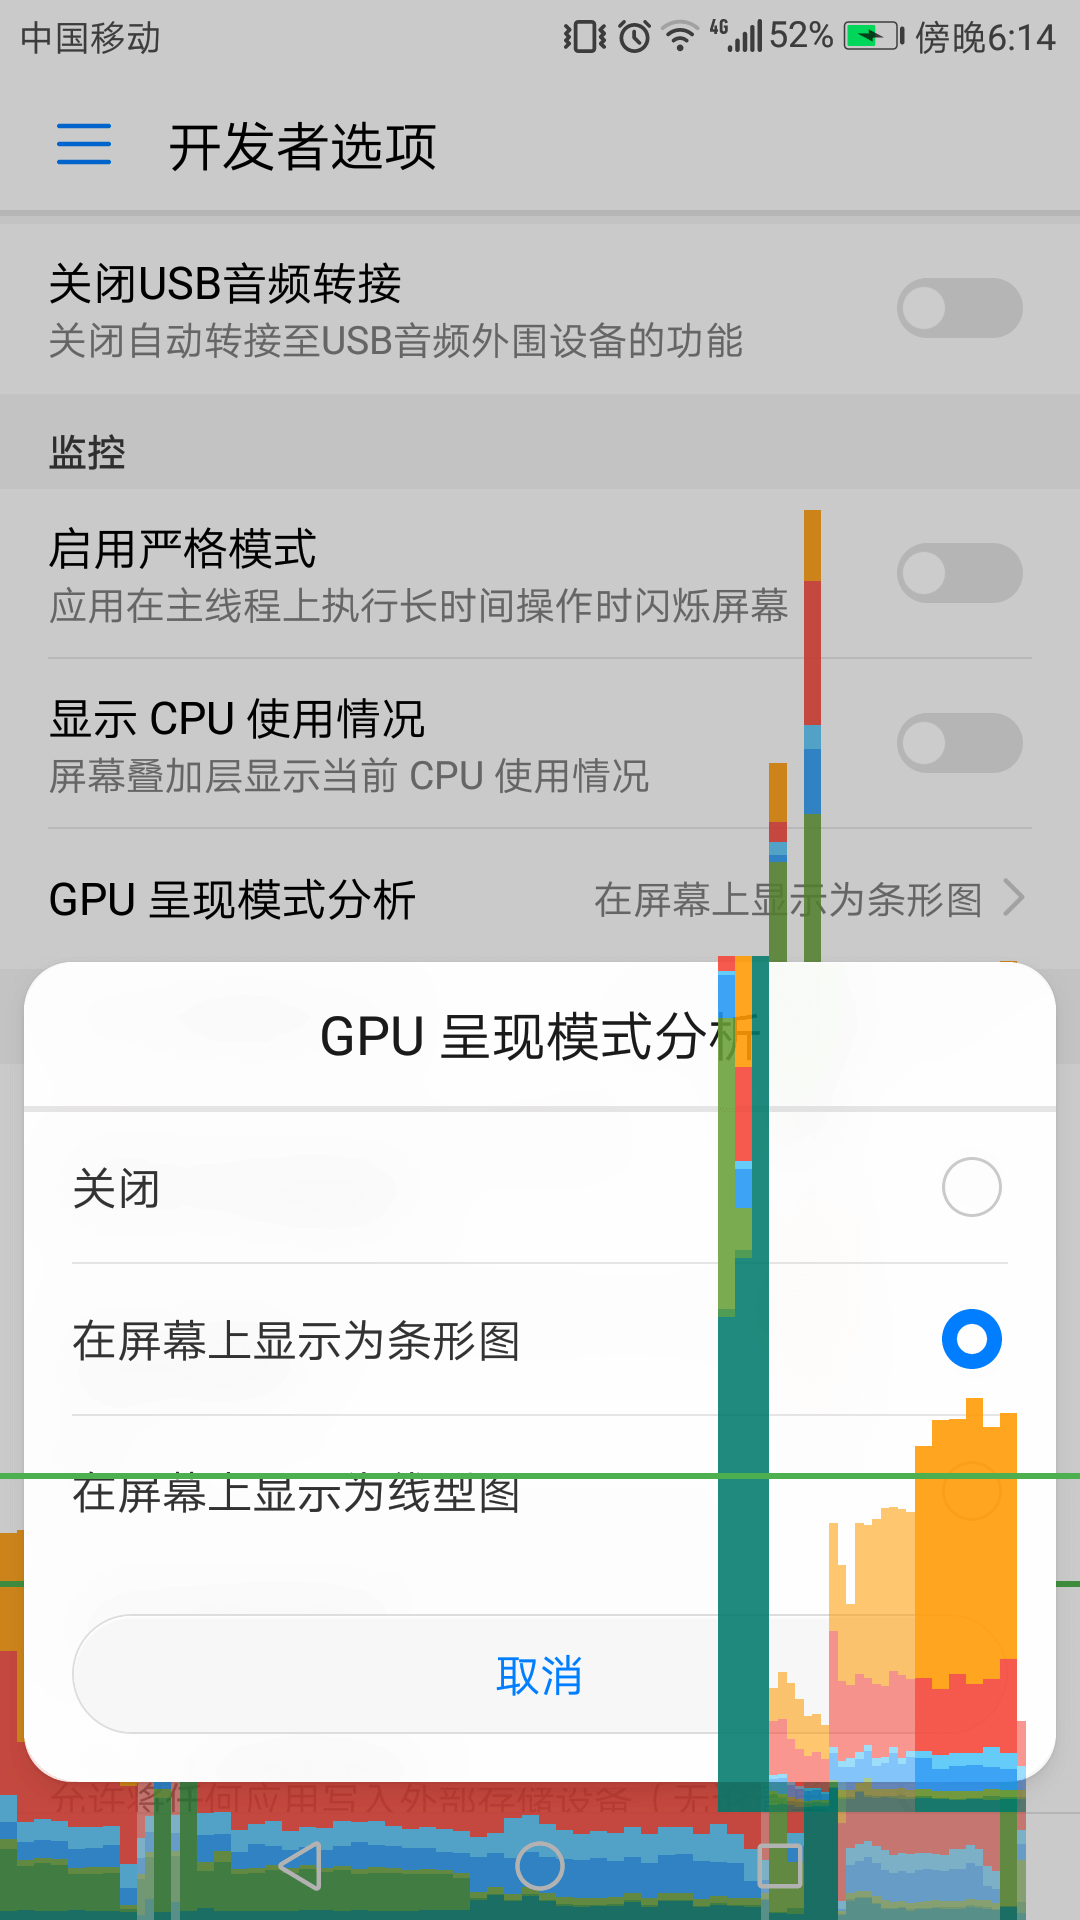 中国移动
4G 52% 傍晚6:14
开发者选项
关闭USB音频转接
关闭自动转接至USB音频外围设备的功能
监控
启用严格模式
应用在主线程上执行长时间操作时闪烁屏幕
显示 CPU 使用情况
屏幕叠加层显示当前 CPU 使用情况
GPU 呈现模式分析 在屏幕上显示为条形图
GPU 呈现模式分析
关闭
在屏幕上显示为条形图
在屏幕上显示为线型图
取消
允许将任何应用写入外部存储设备（无